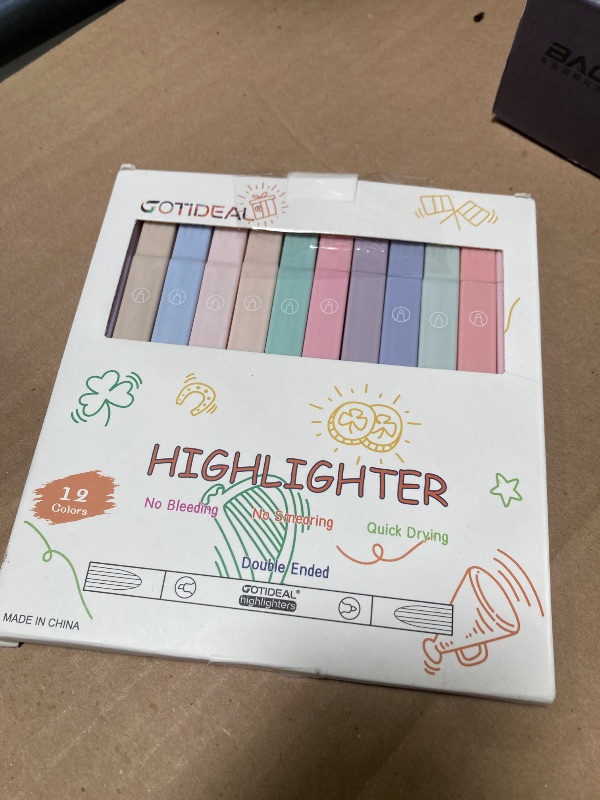 GOTIDEAL
HIGHLIGHTER
12
Colors
No Bleeding
No Smearing
Quick Drying
Double Ended
GOTIDEAL®
highlighters
MADE IN CHINA